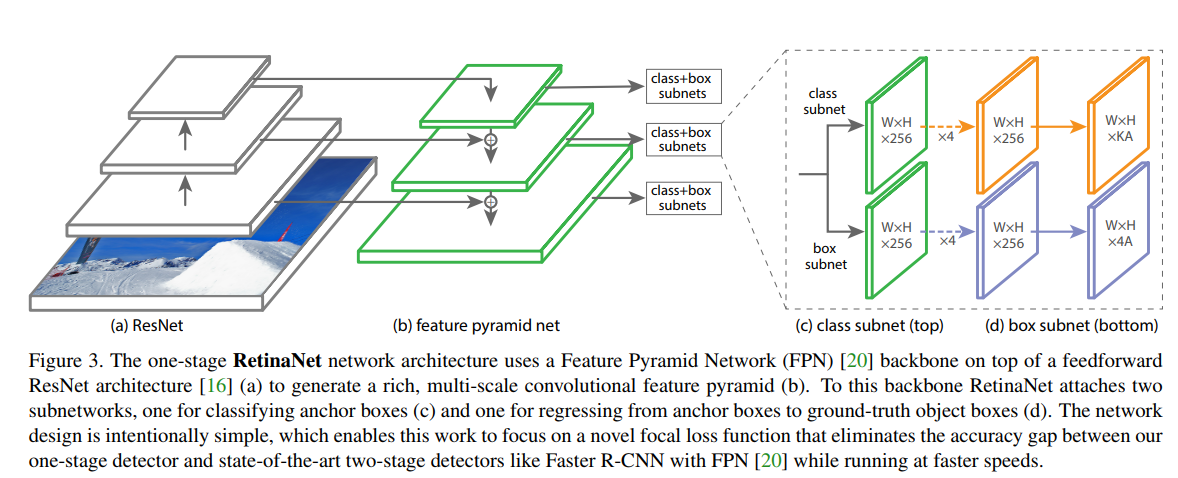 class+box
subnets
class+box
subnets
class+box
subnets
class
subnet
W×H
×256
×4
W×H
×256
W×H
×KA
box
subnet
W×H
×256
×4
W×H
×256
W×H
×4A
(a) ResNet
(b) feature pyramid net
(c) class subnet (top)
(d) box subnet (bottom)
Figure 3. The one-stage RetinaNet network architecture uses a Feature Pyramid Network (FPN) [20] backbone on top of a feedforward
ResNet architecture [16] (a) to generate a rich, multi-scale convolutional feature pyramid (b). To this backbone RetinaNet attaches two
subnetworks, one for classifying anchor boxes (c) and one for regressing from anchor boxes to ground-truth object boxes (d). The network
design is intentionally simple, which enables this work to focus on a novel focal loss function that eliminates the accuracy gap between our
one-stage detector and state-of-the-art two-stage detectors like Faster R-CNN with FPN [20] while running at faster speeds.